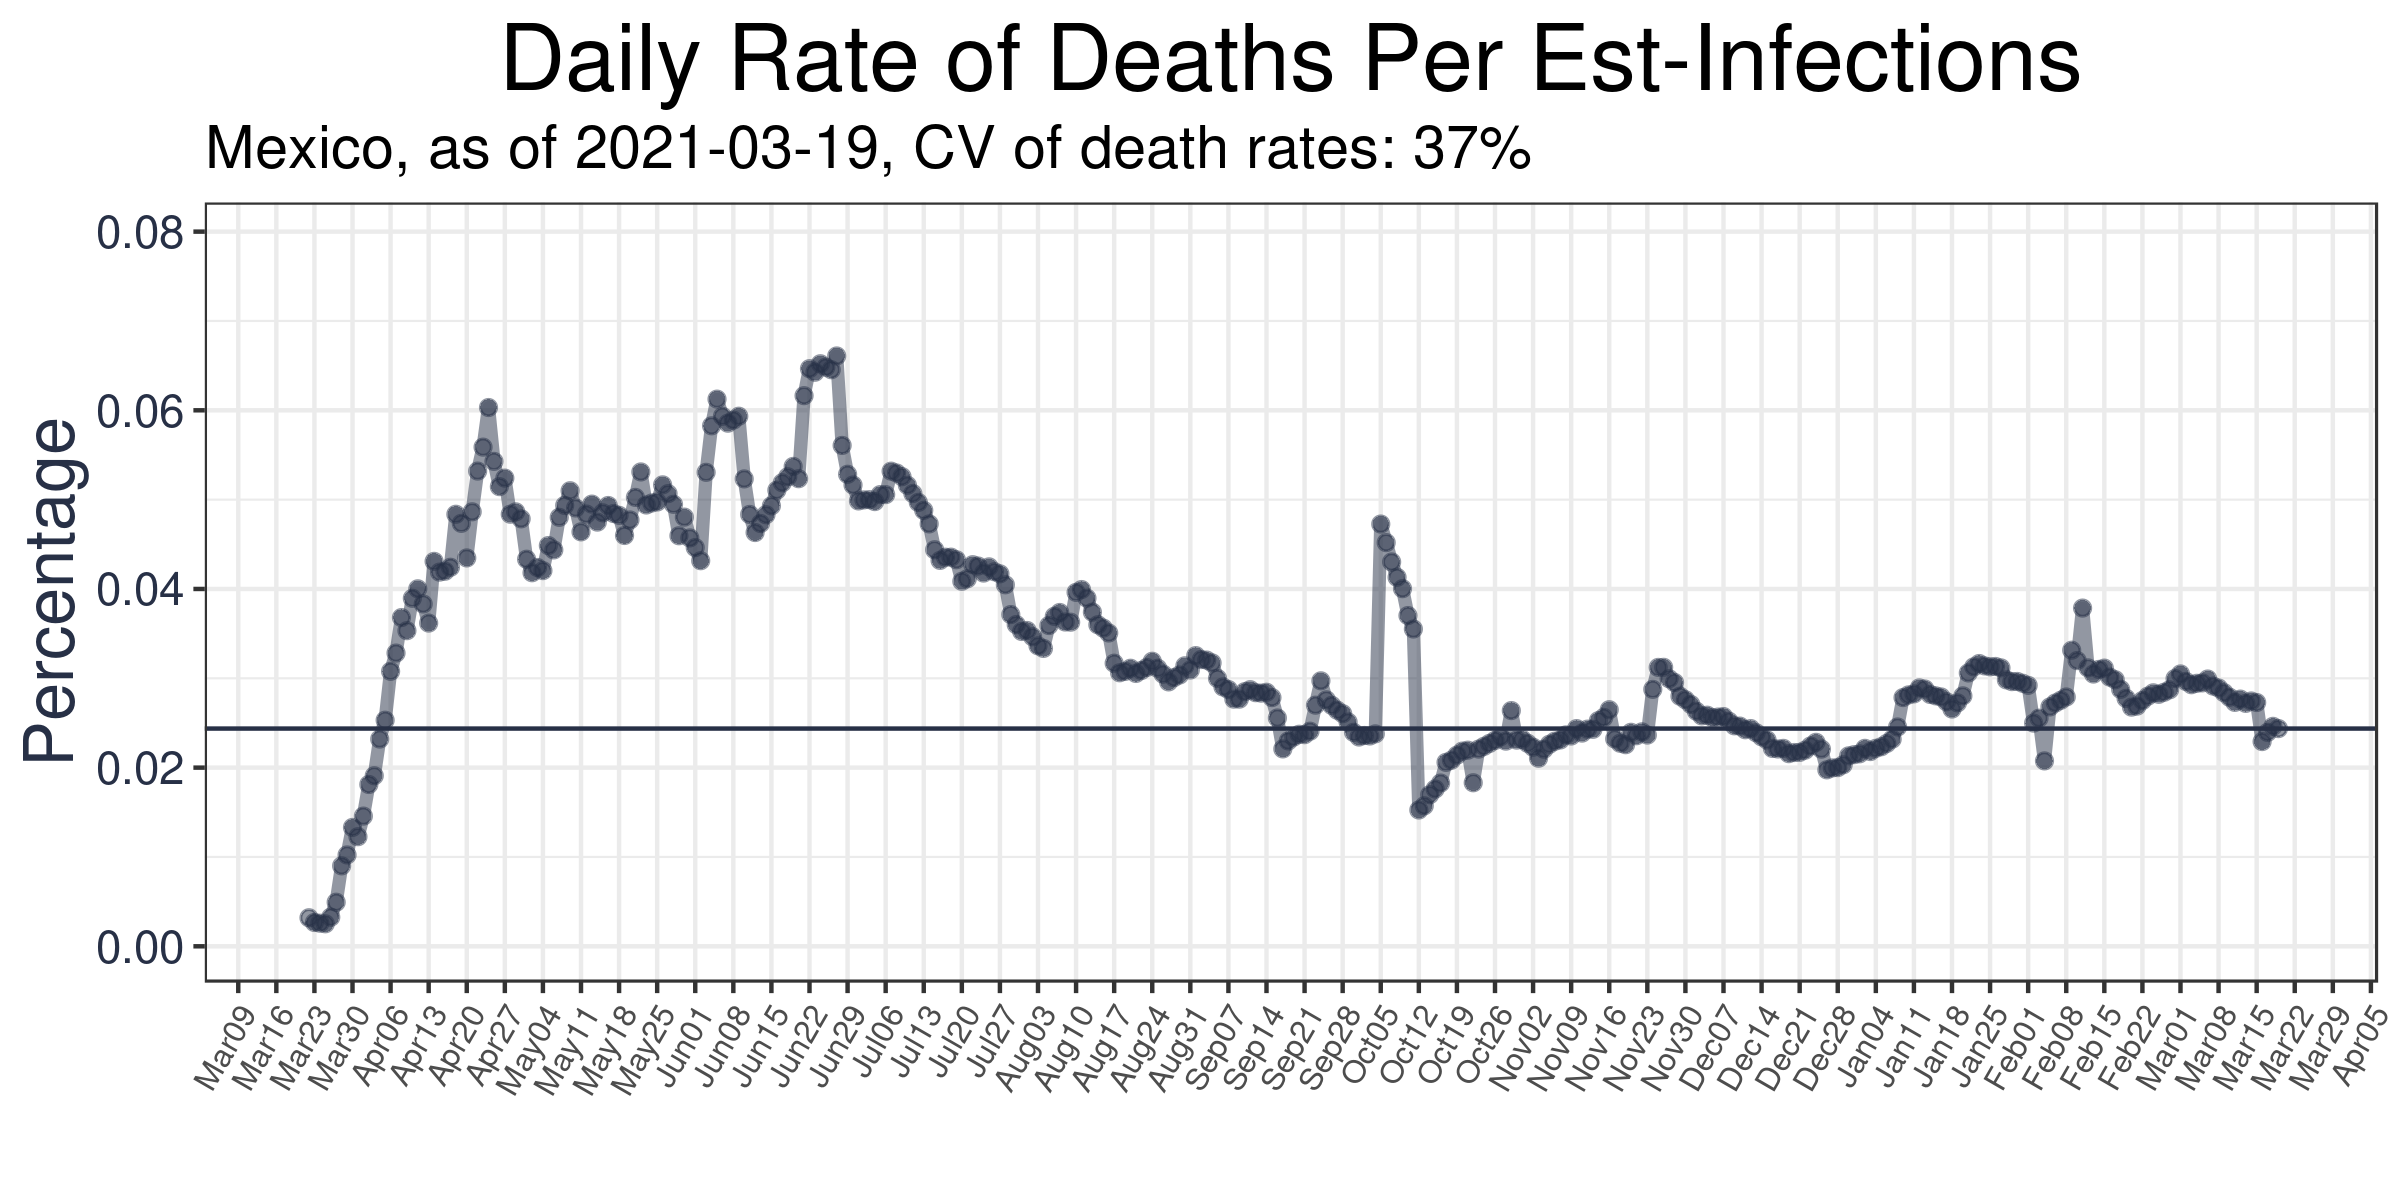 Daily Rate of Deaths Per Est-Infections
Mexico, as of 2021-03-19, CV of death rates: 37%
Percentage
0.08
0.06
0.04
0.02
0.00
Mar09 Mar16 Mar23 Mar30 Apr06 Apr13 Apr20 Apr27 May04 May11 May18 May25 Jun01 Jun08 Jun15 Jun22 Jun29 Jul06 Jul13 Jul20 Jul27 Aug03 Aug10 Aug17 Aug24 Aug31 Sep07 Sep14 Sep21 Sep28 Oct05 Oct12 Oct19 Oct26 Nov02 Nov09 Nov16 Nov23 Nov30 Dec07 Dec14 Dec21 Dec28 Dec04 Jan11 Jan18 Jan25 Feb01 Feb08 Feb15 Feb22 Mar01 Mar08 Mar15 Mar22 Mar29 Apr05